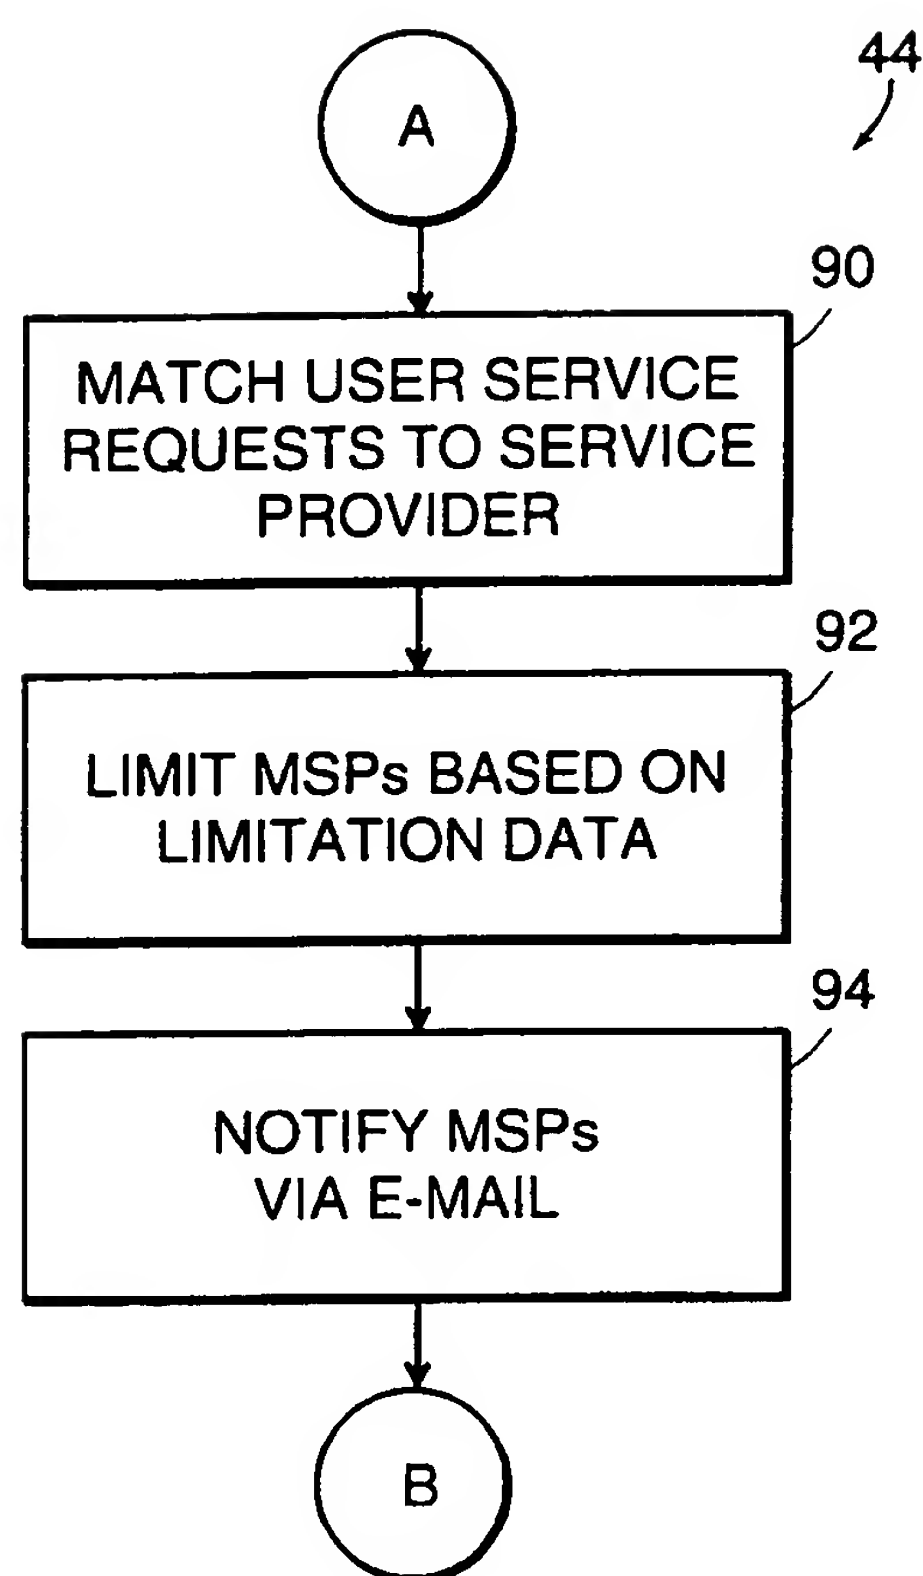 44
A
90
MATCH USER SERVICE
REQUESTS TO SERVICE
PROVIDER
92
LIMIT MSPs BASED ON
LIMITATION DATA
94
NOTIFY MSPs
VIA E-MAIL
B